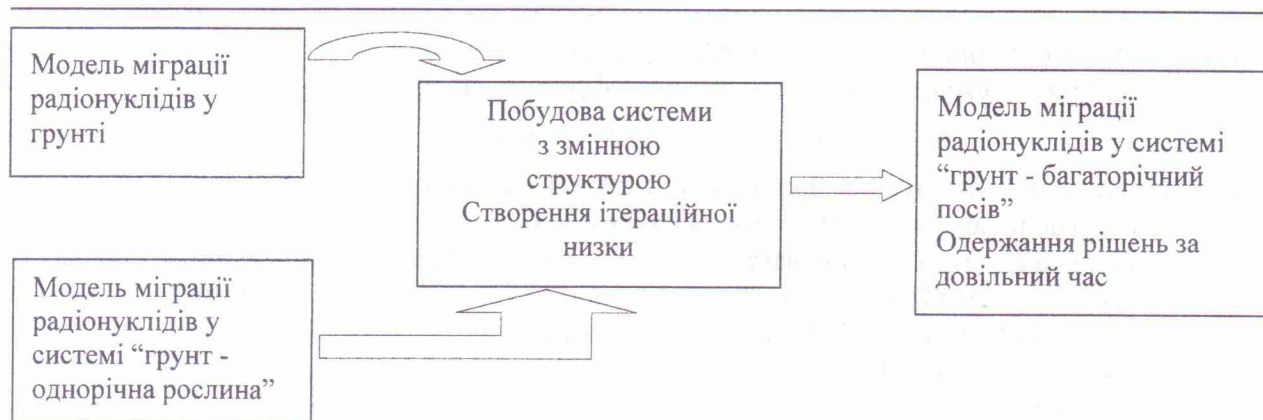 Модель міграції
радіонуклідів у
грунті
Модель міграції
радіонуклідів у
системі “грунт -
однорічна рослина”
Побудова системи
з змінною
структурою
Створення ітераційної
низки
Модель міграції
радіонуклідів у системі
“грунт - багаторічний
посів”
Одержання рішень за
довільний час